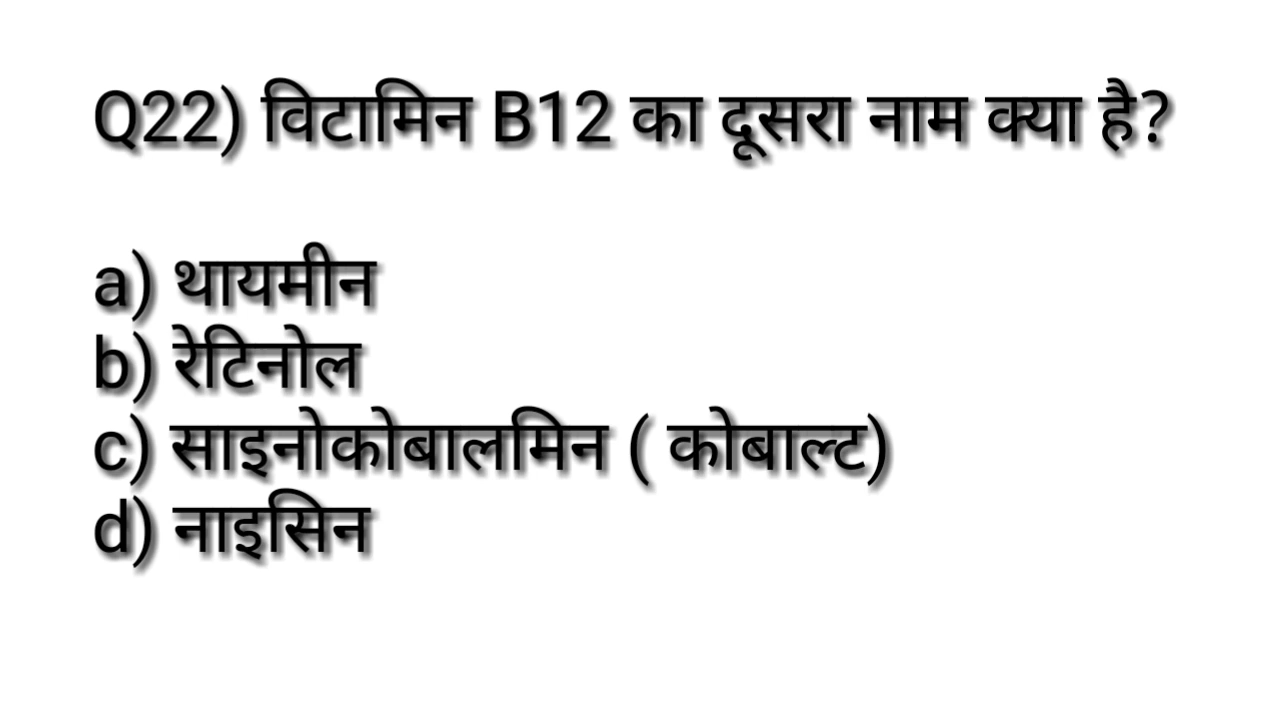 Q22) विटामिन B12 का दूसरा नाम क्या है?
a) थायमीन
b) रेटिनोल
c) साइनोकोबालमिन ( कोबाल्ट)
d) नाइसिन